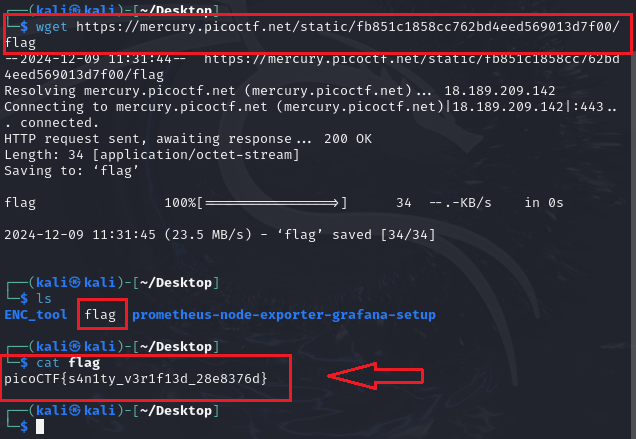 ┌──(kali㉿kali)-[~/Desktop]
└─$ wget https://mercury.picoctf.net/static/fb851c1858cc762bd4eed569013d7f00/
flag
--2024-12-09 11:31:44--  https://mercury.picoctf.net/static/fb851c1858cc762bd
4eed569013d7f00/flag
Resolving mercury.picoctf.net (mercury.picoctf.net)... 18.189.209.142
Connecting to mercury.picoctf.net (mercury.picoctf.net)|18.189.209.142|:443..
. connected.
HTTP request sent, awaiting response... 200 OK
Length: 34 [application/octet-stream]
Saving to: ‘flag’
flag                100%[===================>]      34  --.-KB/s    in 0s
2024-12-09 11:31:45 (23.5 MB/s) - ‘flag’ saved [34/34]
┌──(kali㉿kali)-[~/Desktop]
└─$ ls
ENC_tool  flag  prometheus-node-exporter-grafana-setup
┌──(kali㉿kali)-[~/Desktop]
└─$ cat flag
picoCTF{s4n1ty_v3r1f13d_28e8376d}
┌──(kali㉿kali)-[~/Desktop]
└─$